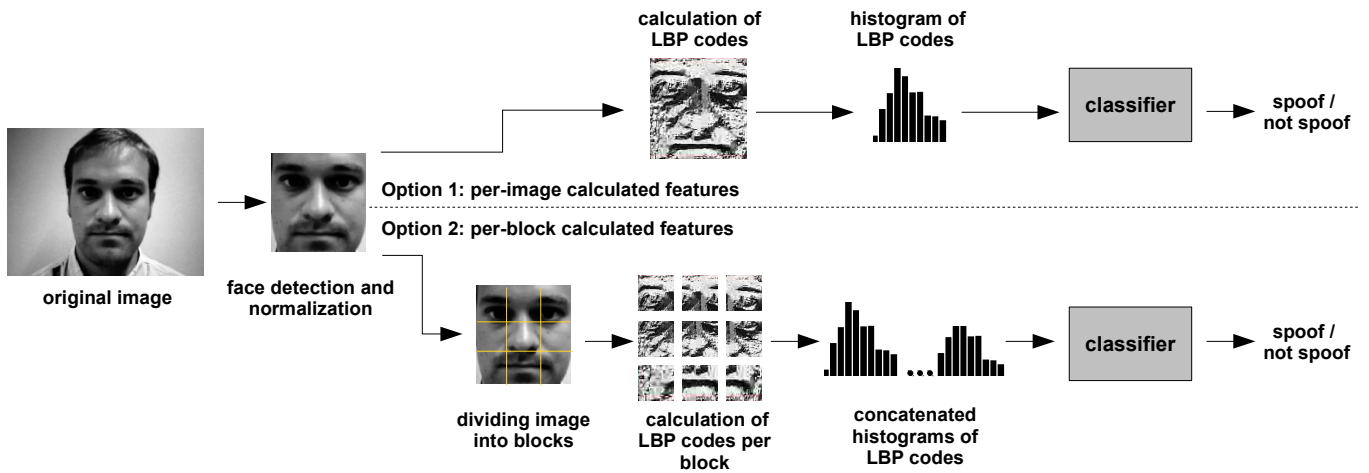 calculation of
LBP codes
histogram of
LBP codes
classifier
spoof /
not spoof
original image
face detection and
normalization
Option 1: per-image calculated features
Option 2: per-block calculated features
dividing image
into blocks
calculation of
LBP codes per
block
concatenated
histograms of
LBP codes
classifier
spoof /
not spoof